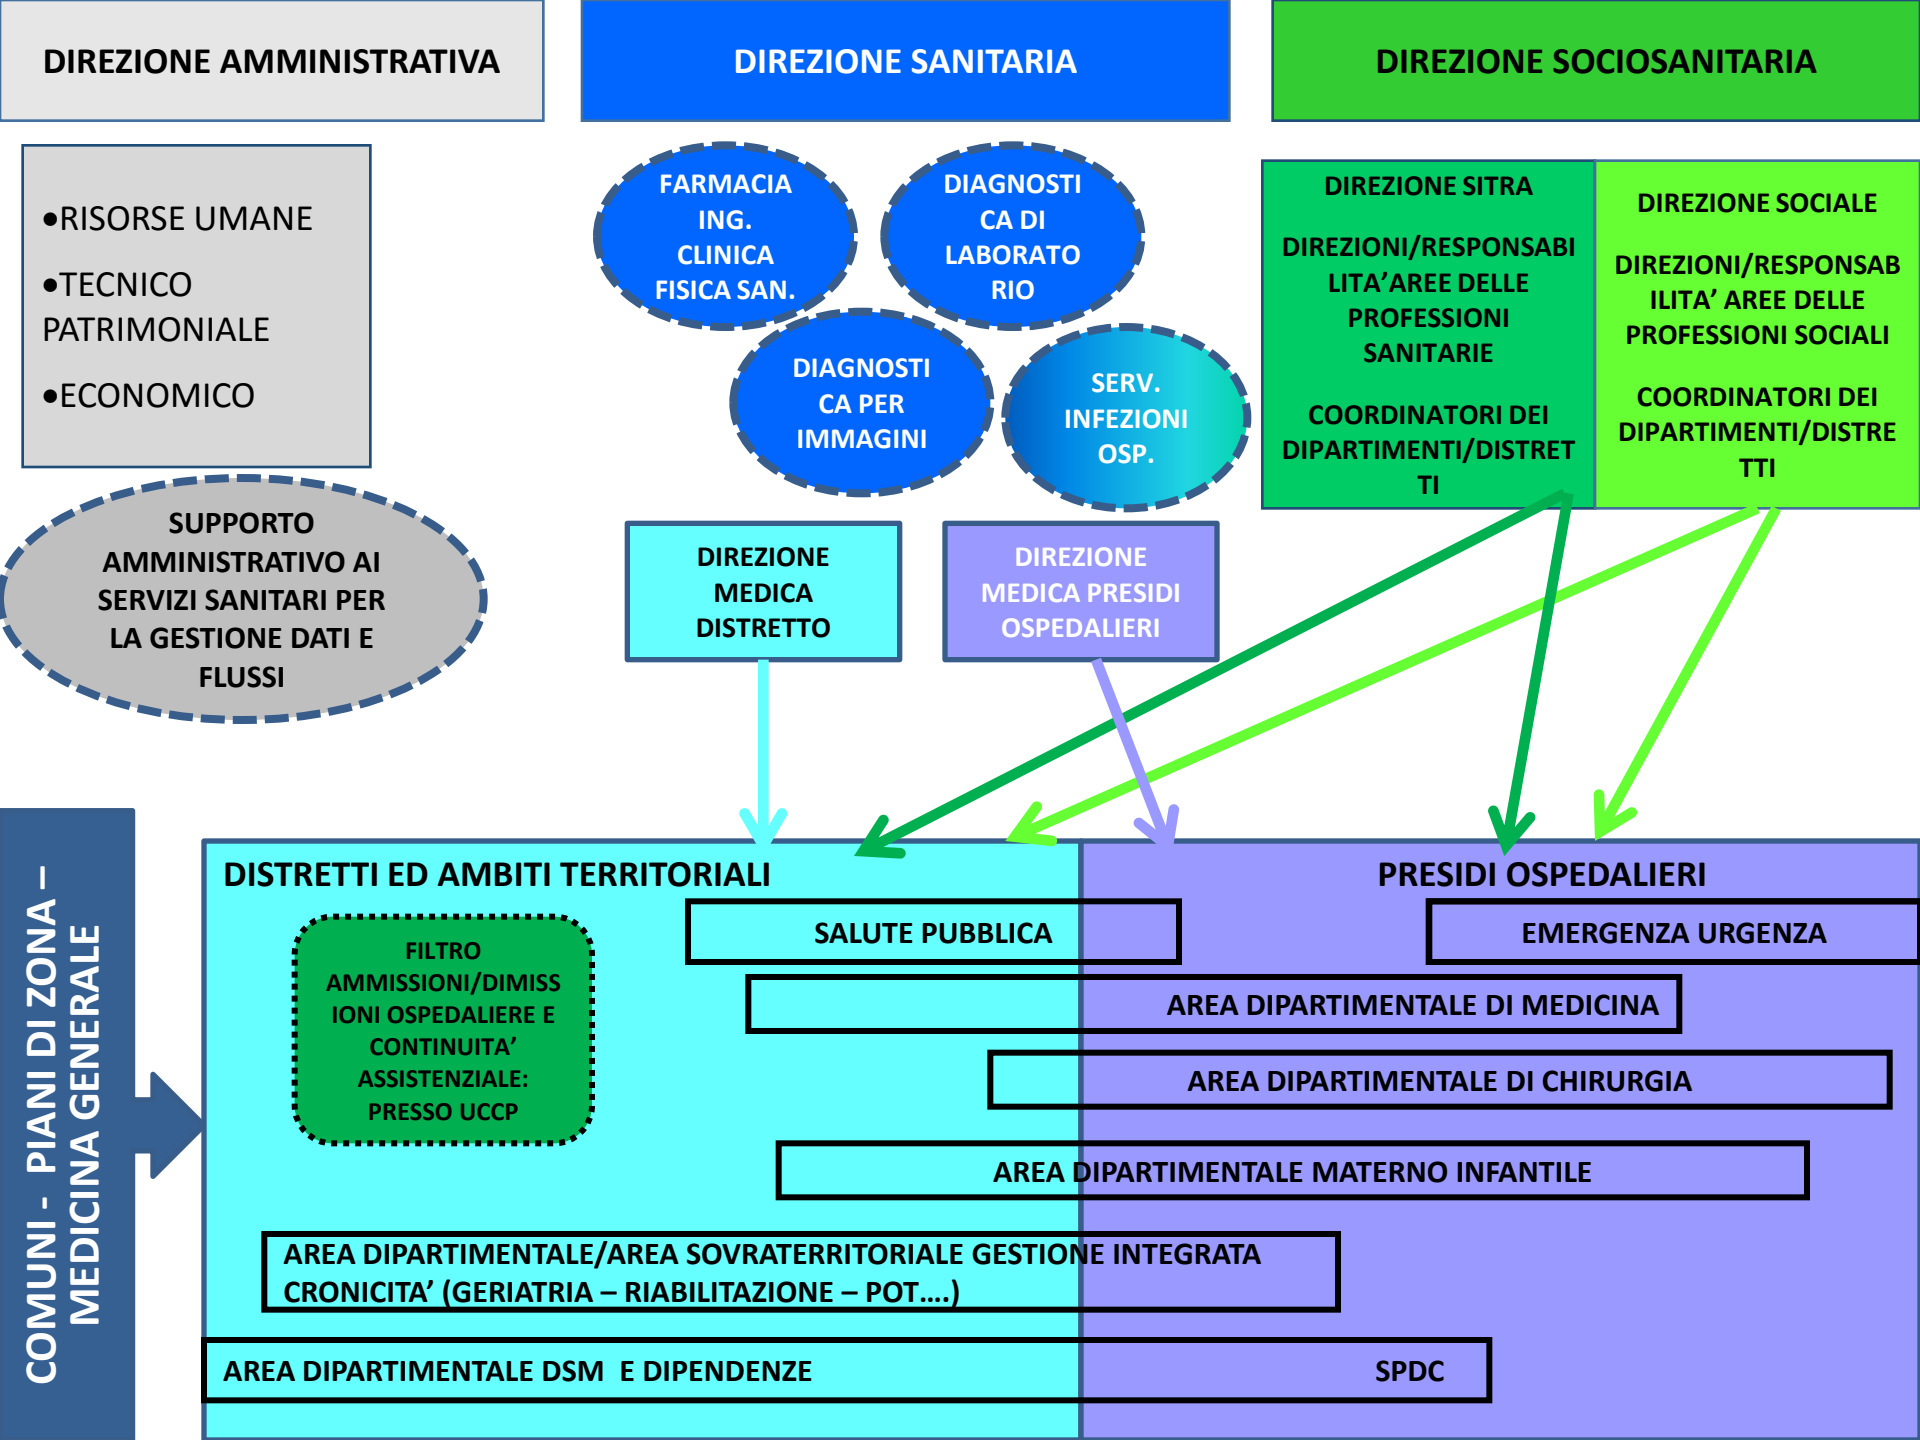 DIREZIONE AMMINISTRATIVA
DIREZIONE SANITARIA
DIREZIONE SOCIOSANITARIA
•RISORSE UMANE
•TECNICO
PATRIMONIALE
•ECONOMICO
SUPPORTO
AMMINISTRATIVO AI
SERVIZI SANITARI PER
LA GESTIONE DATI E
FLUSSI
FARMACIA
ING.
CLINICA
FISICA SAN.
DIAGNOSTI
CA DI
LABORATO
RIO
DIAGNOSTI
CA PER
IMMAGINI
SERV.
INFEZIONI
OSP.
DIREZIONE
MEDICA
DISTRETTO
DIREZIONE
MEDICA PRESIDI
OSPEDALIERI
DIREZIONE SITRA
DIREZIONI/RESPONSABI
LITA’AREE DELLE
PROFESSIONI
SANITARIE
COORDINATORI DEI
DIPARTIMENTI/DISTRET
TI
DIREZIONE SOCIALE
DIREZIONI/RESPONSAB
ILITA’ AREE DELLE
PROFESSIONI SOCIALI
COORDINATORI DEI
DIPARTIMENTI/DISTRE
TTI
COMUNI - PIANI DI ZONA –
MEDICINA GENERALE
DISTRETTI ED AMBITI TERRITORIALI
PRESIDI OSPEDALIERI
FILTRO
AMMISSIONI/DIMISS
IONI OSPEDALIERE E
CONTINUITA’
ASSISTENZIALE:
PRESSO UCCP
SALUTE PUBBLICA
EMERGENZA URGENZA
AREA DIPARTIMENTALE DI MEDICINA
AREA DIPARTIMENTALE DI CHIRURGIA
AREA DIPARTIMENTALE MATERNO INFANTILE
AREA DIPARTIMENTALE/AREA SOVRATERRITORIALE GESTIONE INTEGRATA
CRONICITA’ (GERIATRIA – RIABILITAZIONE – POT….)
AREA DIPARTIMENTALE DSM E DIPENDENZE SPDC